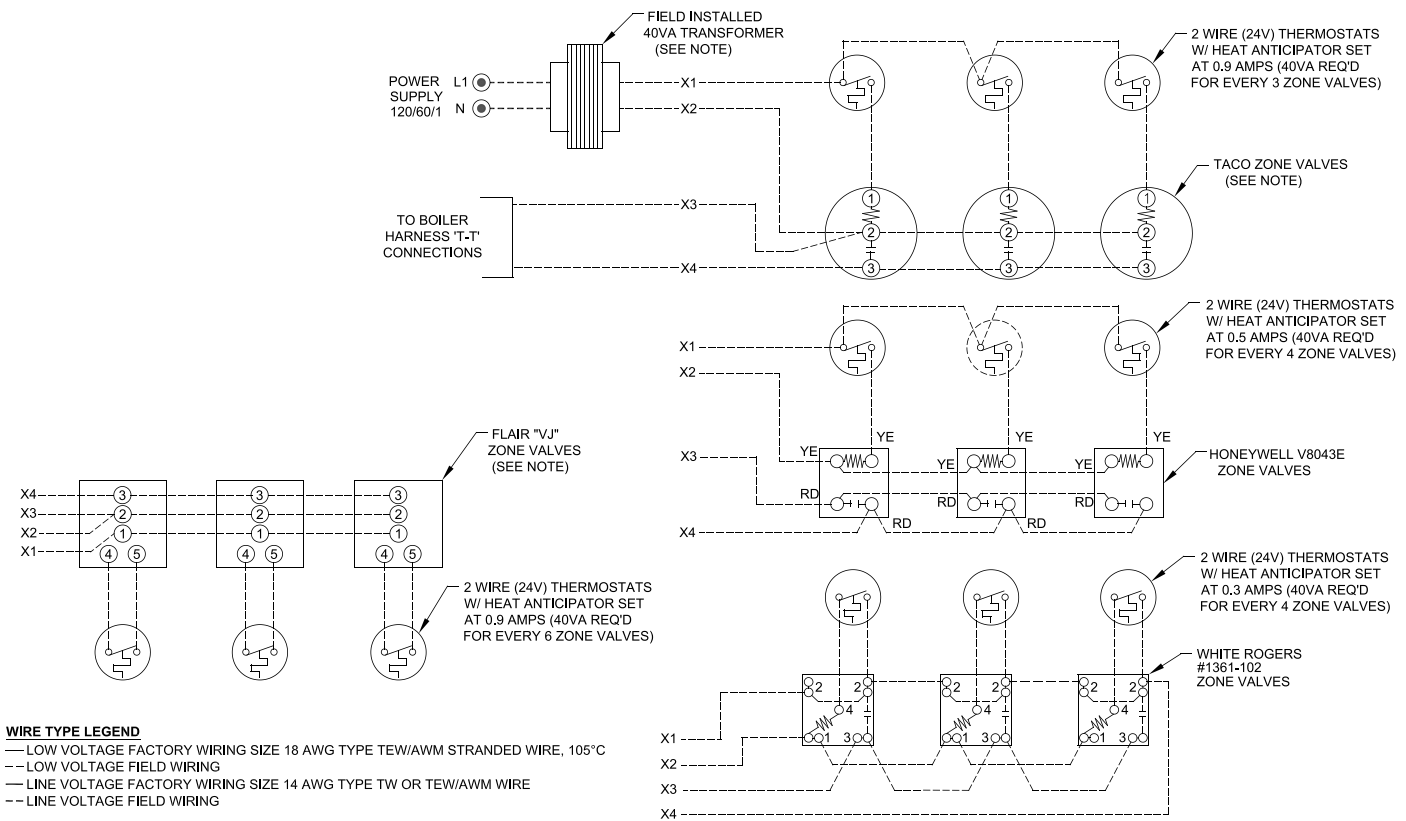 FIELD INSTALLED
40VA TRANSFORMER
(SEE NOTE)
POWER
SUPPLY
120/60/1
L1
N
X1
X2
2 WIRE (24V) THERMOSTATS
W/ HEAT ANTICIPATOR SET
AT 0.9 AMPS (40VA REQ'D
FOR EVERY 3 ZONE VALVES)
TACO ZONE VALVES
(SEE NOTE)
1 1 1
2 2 2
3 3 3
TO BOILER
HARNESS 'T-T'
CONNECTIONS
X3
X4
2 WIRE (24V) THERMOSTATS
W/ HEAT ANTICIPATOR SET
AT 0.5 AMPS (40VA REQ'D
FOR EVERY 4 ZONE VALVES)
X1
X2
X3
X4
YE YE YE
YE YE YE
RD RD RD
RD RD
HONEYWELL V8043E
ZONE VALVES
FLAIR "VJ"
ZONE VALVES
(SEE NOTE)
X4
X3
X2
X1
3 3 3
2 2 2
1 1 1
4 5 4 5 4 5
2 WIRE (24V) THERMOSTATS
W/ HEAT ANTICIPATOR SET
AT 0.9 AMPS (40VA REQ'D
FOR EVERY 6 ZONE VALVES)
2 WIRE (24V) THERMOSTATS
W/ HEAT ANTICIPATOR SET
AT 0.3 AMPS (40VA REQ'D
FOR EVERY 4 ZONE VALVES)
WHITE ROGERS
#1361-102
ZONE VALVES
2 2 2 2 2 2
4 4 4
1 3 1 3 1 3
X1
X2
X3
X4
WIRE TYPE LEGEND
LOW VOLTAGE FACTORY WIRING SIZE 18 AWG TYPE TEW/AWM STRANDED WIRE, 105°C
LOW VOLTAGE FIELD WIRING
LINE VOLTAGE FACTORY WIRING SIZE 14 AWG TYPE TW OR TEW/AWM WIRE
LINE VOLTAGE FIELD WIRING